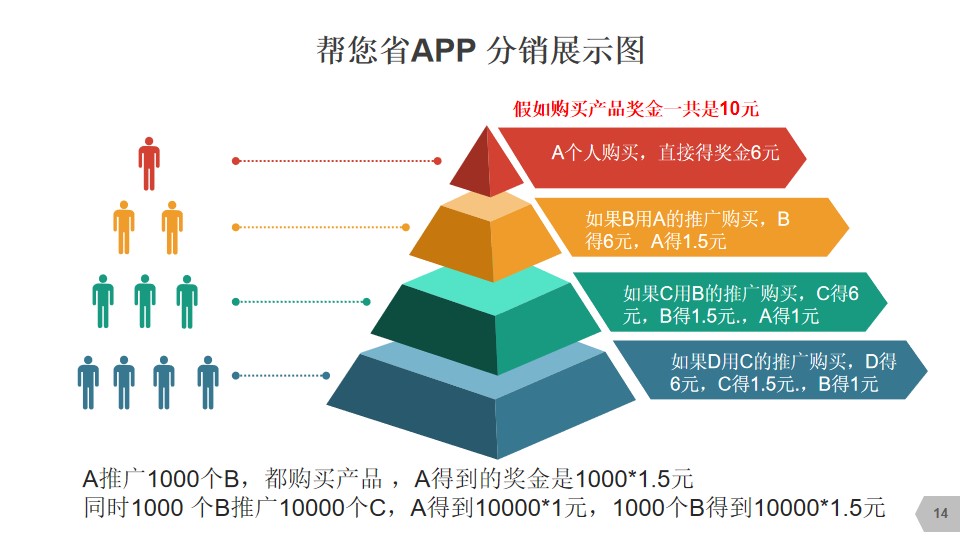 帮您省APP 分销展示图
假如购买产品奖金一共是10元
A个人购买，直接得奖金6元
如果B用A的推广购买，B
得6元，A得1.5元
如果C用B的推广购买，C得6
元，B得1.5元.，A得1元
如果D用C的推广购买，D得
6元，C得1.5元.，B得1元
A推广1000个B，都购买产品 ，A得到的奖金是1000*1.5元
同时1000 个B推广10000个C，A得到10000*1元，1000个B得到10000*1.5元
14